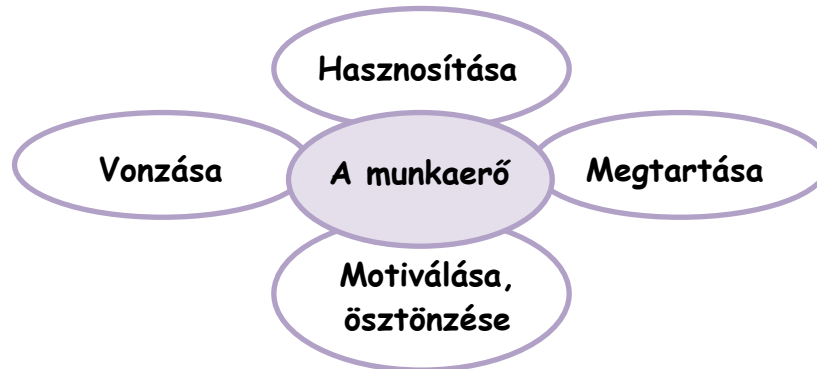 Hasznosítása
Vonzása
A munkaerő
Megtartása
Motiválása,
ösztönzése